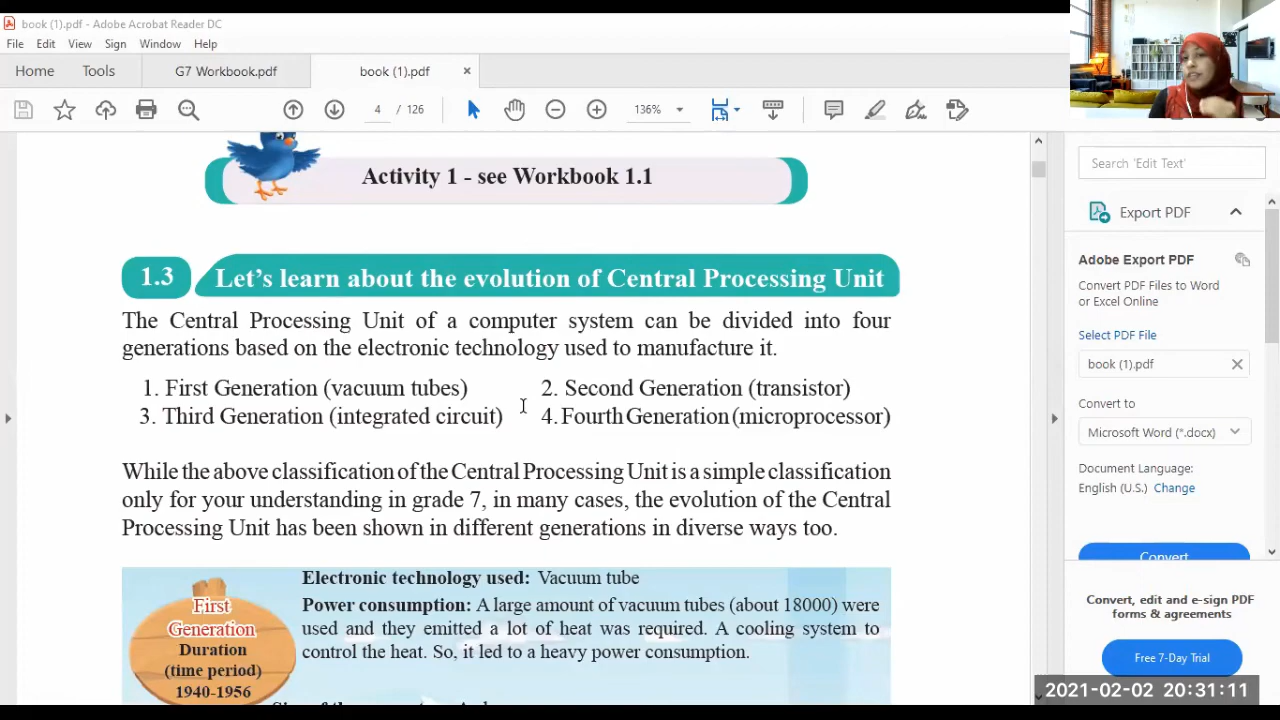 book (1).pdf - Adobe Acrobat Reader DC
File Edit View Sign Window Help
Home Tools G7 Workbook.pdf book (1).pdf ×
4 / 126 136%
Activity 1 - see Workbook 1.1
1.3 Let's learn about the evolution of Central Processing Unit
The Central Processing Unit of a computer system can be divided into four
generations based on the electronic technology used to manufacture it.
1. First Generation (vacuum tubes) 2. Second Generation (transistor)
3. Third Generation (integrated circuit) 4. Fourth Generation (microprocessor)
While the above classification of the Central Processing Unit is a simple classification
only for your understanding in grade 7, in many cases, the evolution of the Central
Processing Unit has been shown in different generations in diverse ways too.
First
Generation
Duration
(time period)
1940-1956
Electronic technology used: Vacuum tube
Power consumption: A large amount of vacuum tubes (about 18000) were
used and they emitted a lot of heat was required. A cooling system to
control the heat. So, it led to a heavy power consumption.
Search 'Edit Text'
Export PDF
Adobe Export PDF
Convert PDF Files to Word
or Excel Online
Select PDF File
book (1).pdf
Convert to
Microsoft Word (*.docx)
Document Language:
English (U.S.) Change
Convert
Convert, edit and e-sign PDF
forms & agreements
Free 7-Day Trial
2021-02-02 20:31:11